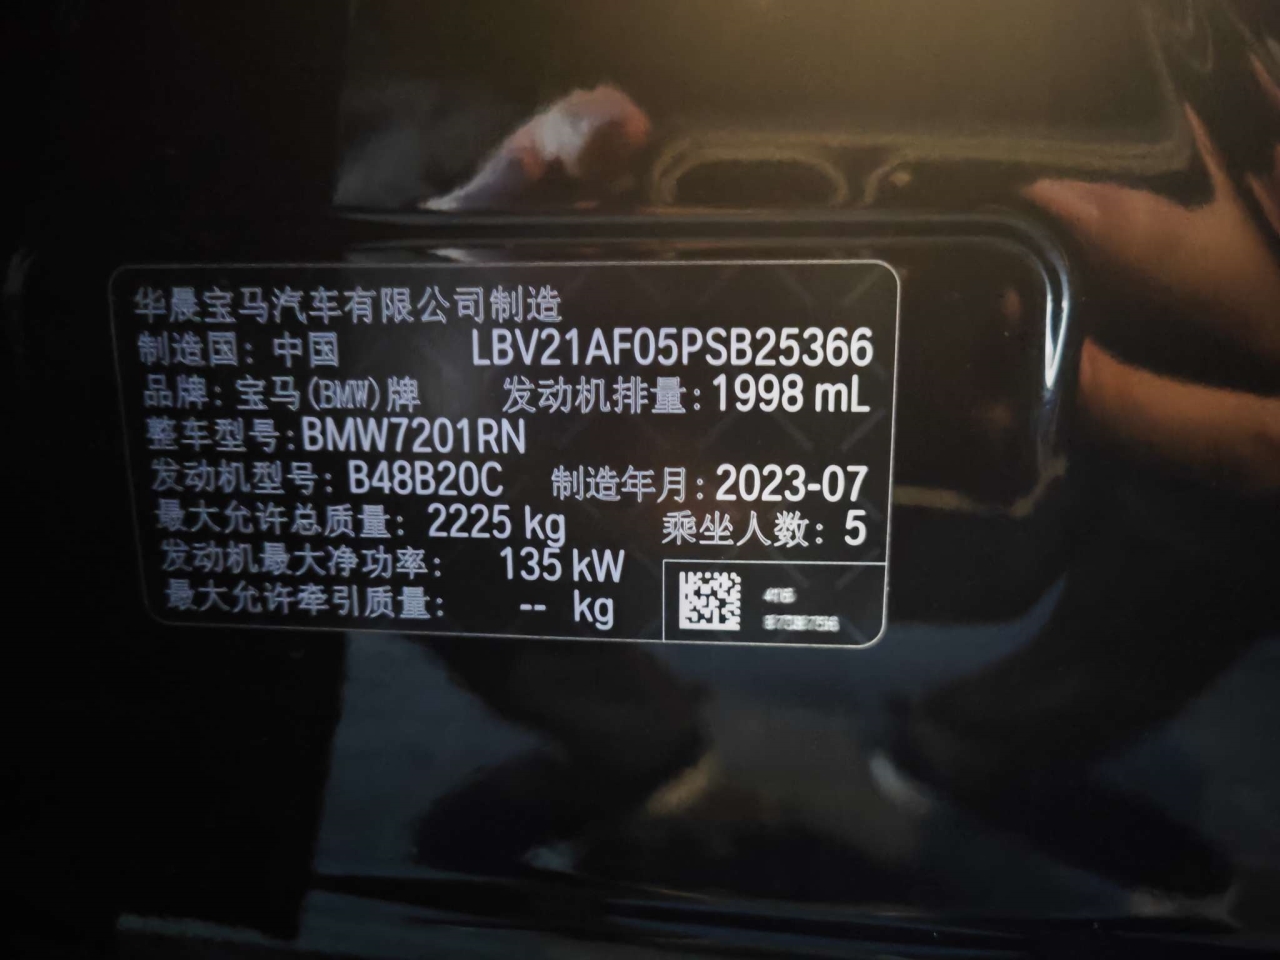 华晨宝马汽车有限公司制造
制造国：中国 LBV21AF05PSB25366
品牌：宝马(BMW)牌 发动机排量：1998 mL
整车型号：BMW7201RN
发动机型号：B48B20C 制造年月：2023-07
最大允许总质量：2225 kg 乘坐人数：5
发动机最大净功率：135 kW
最大允许牵引质量：-- kg